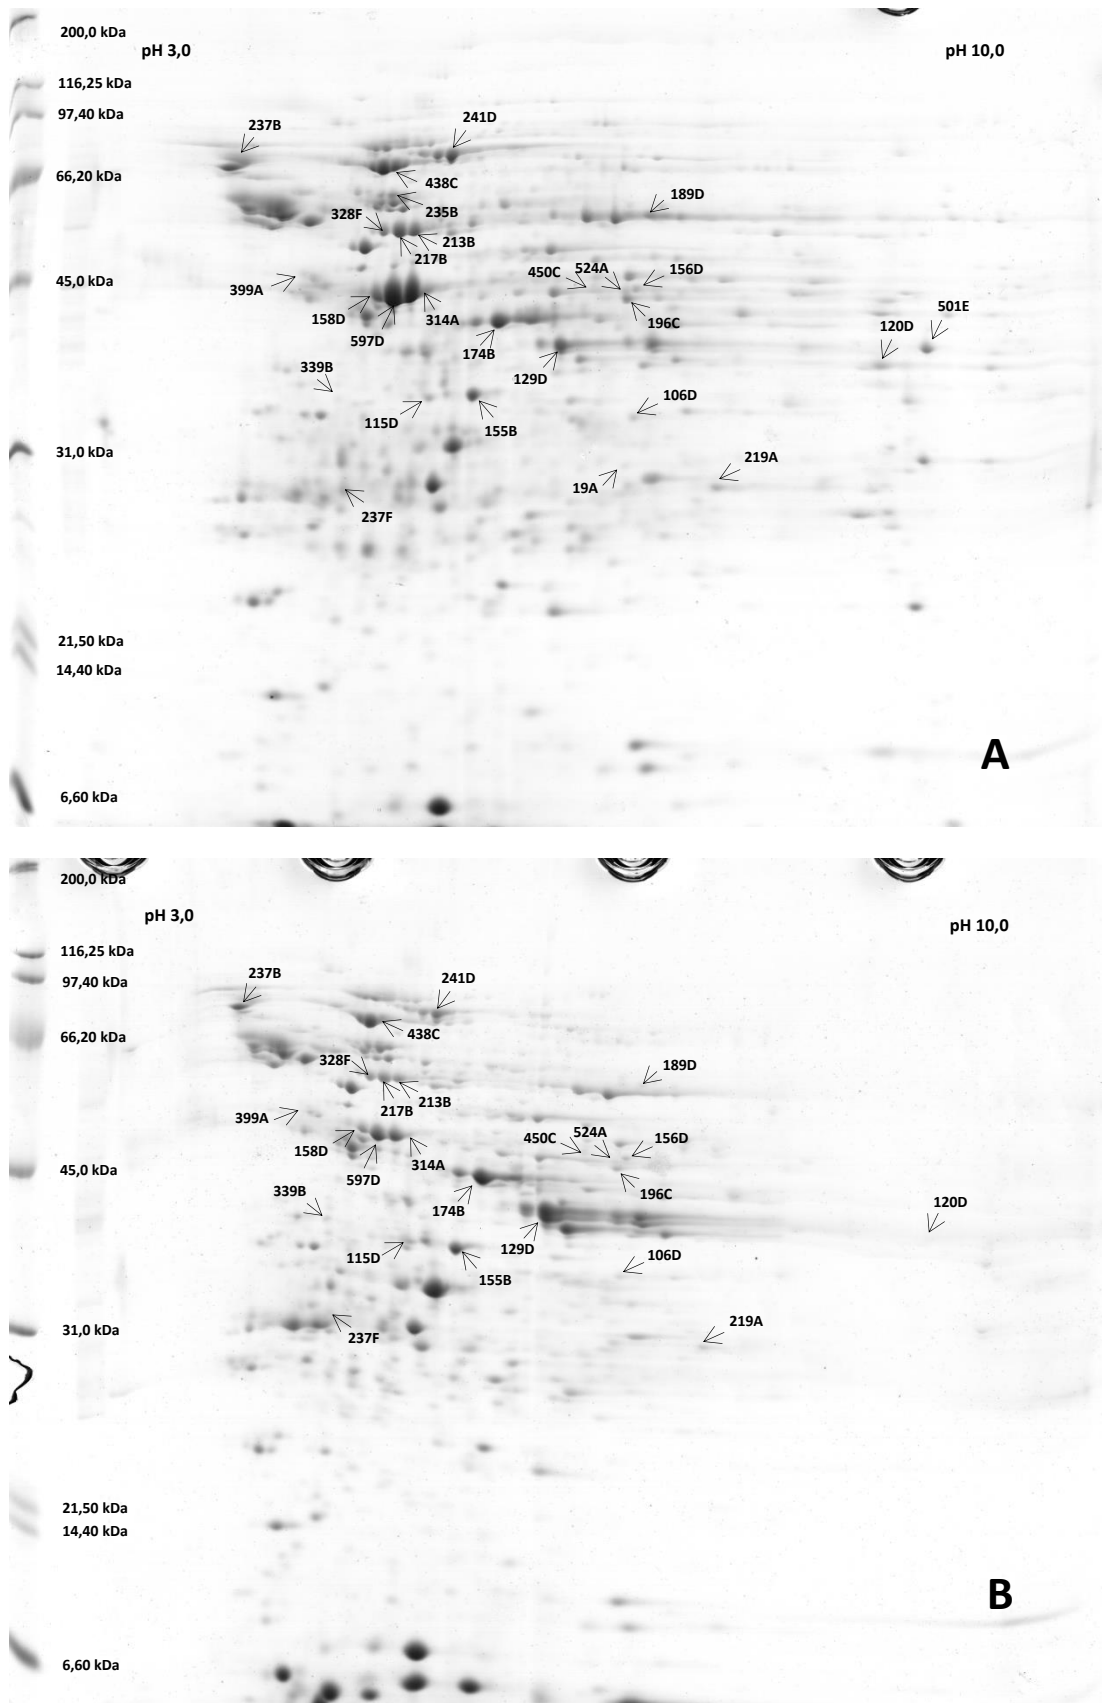 200,0 kDa
pH 3,0
pH 10,0
116,25 kDa
97,40 kDa
237B
241D
66,20 kDa
438C
189D
328F
235B
213B
217B
45,0 kDa
399A
450C
524A
156D
158D
314A
196C
501E
597D
174B
120D
339B
129D
115D
155B
106D
31,0 kDa
19A
219A
237F
21,50 kDa
14,40 kDa
A
6,60 kDa
200,0 kDa
pH 3,0
pH 10,0
116,25 kDa
97,40 kDa
237B
241D
66,20 kDa
438C
328F
189D
399A
217B
213B
158D
314A
450C
524A
156D
45,0 kDa
597D
196C
339B
174B
120D
115D
129D
155B
106D
31,0 kDa
237F
219A
21,50 kDa
14,40 kDa
B
6,60 kDa